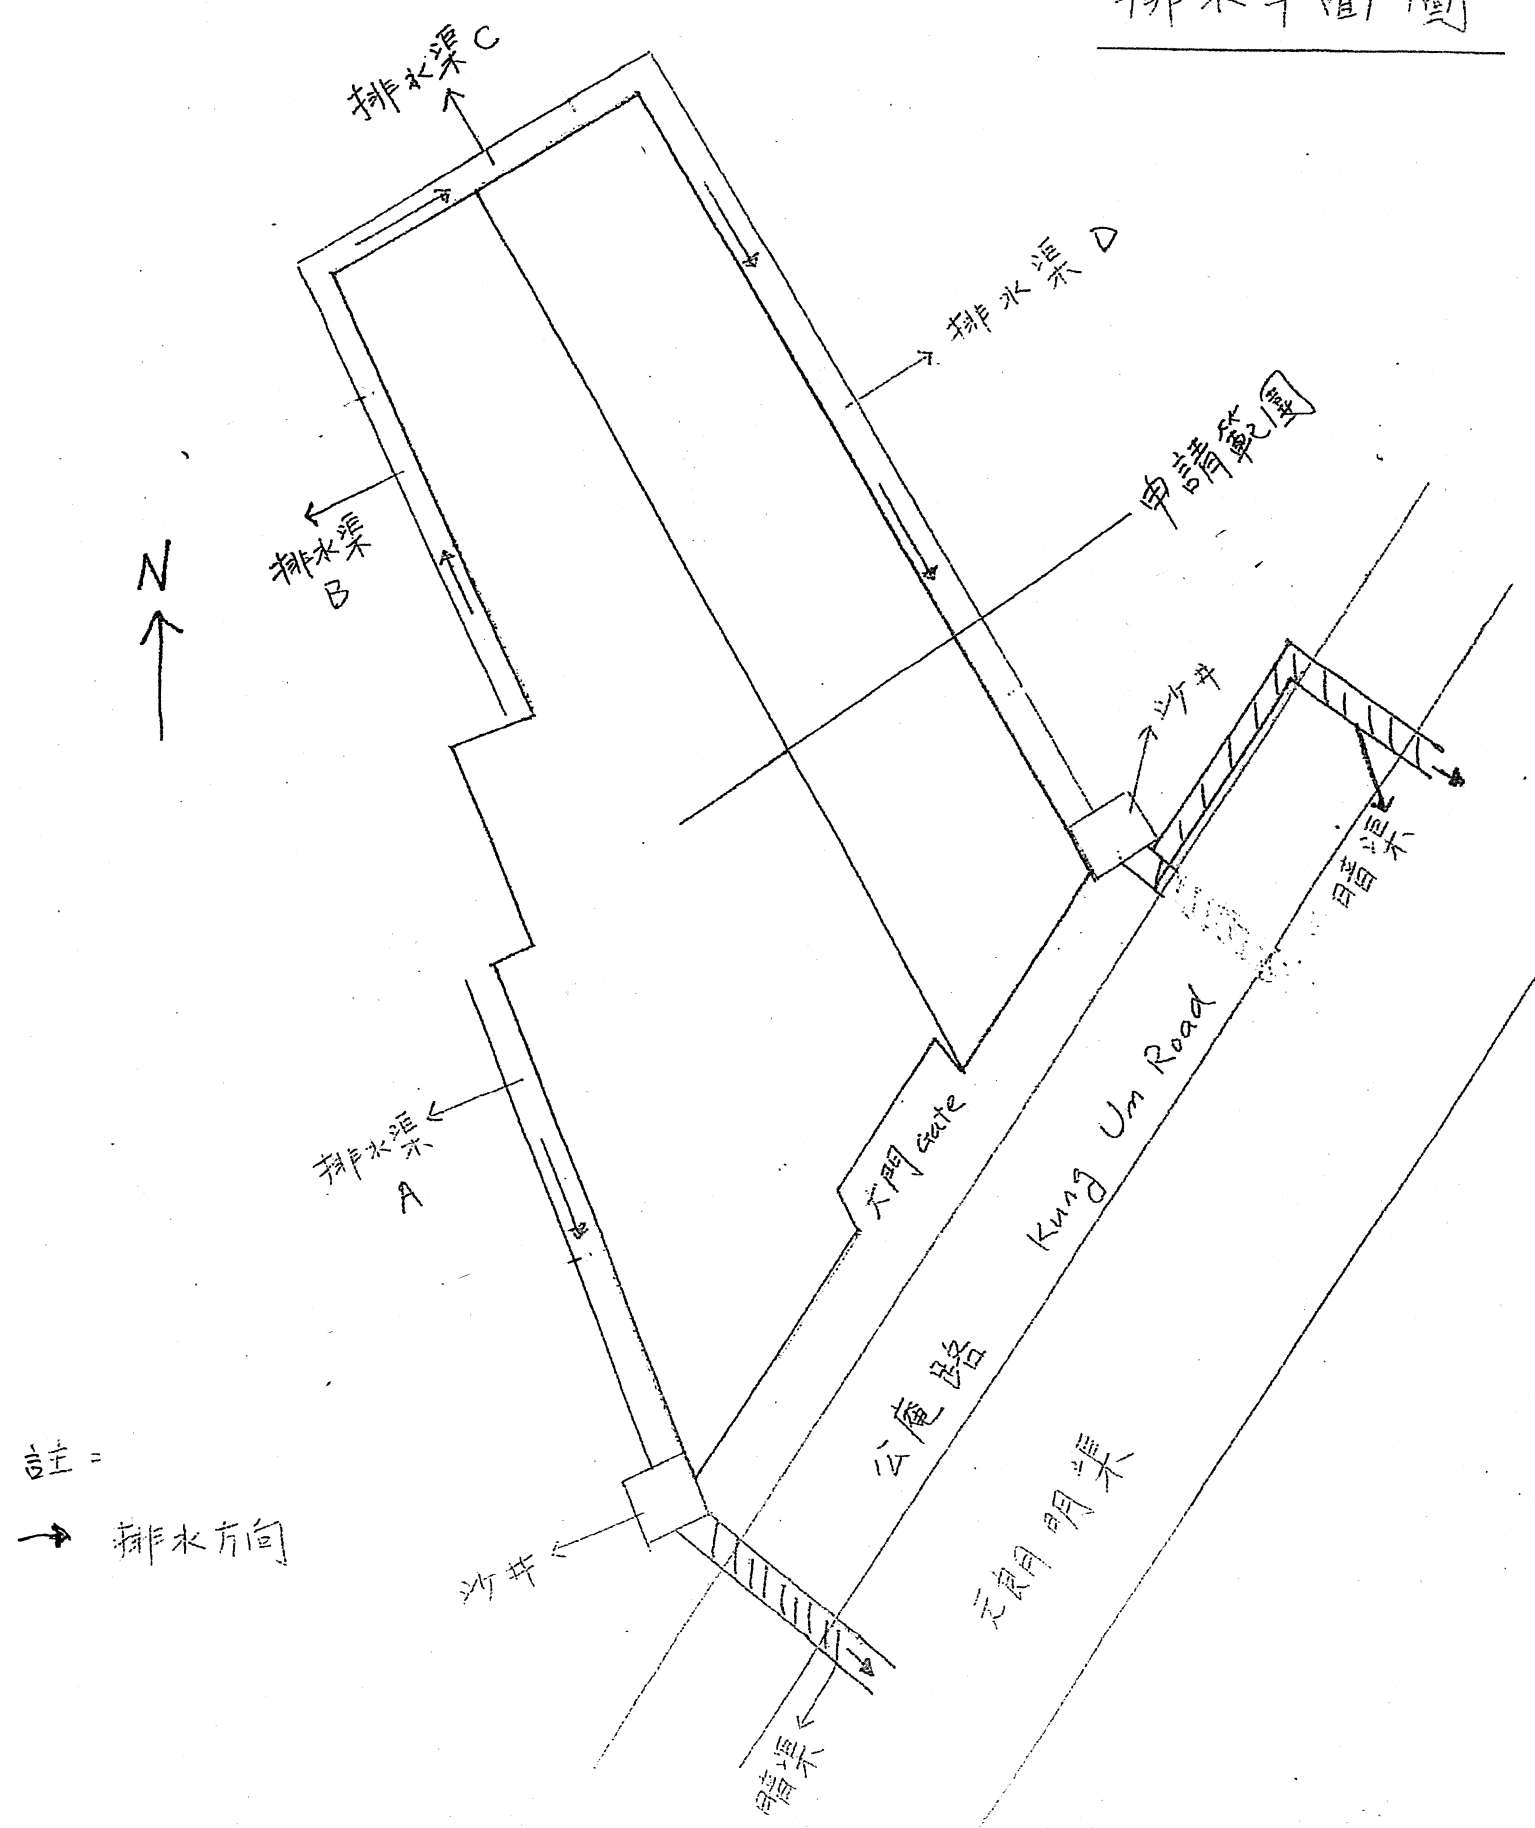 排水平面圖
排水渠 C
排水渠 D
申請範圍
排水渠
B
N
沙井
暗渠
Kung Um Road
大門 Gate
排水渠
A
公庵路
元朗明渠
註:
→ 排水方向
沙井
暗渠